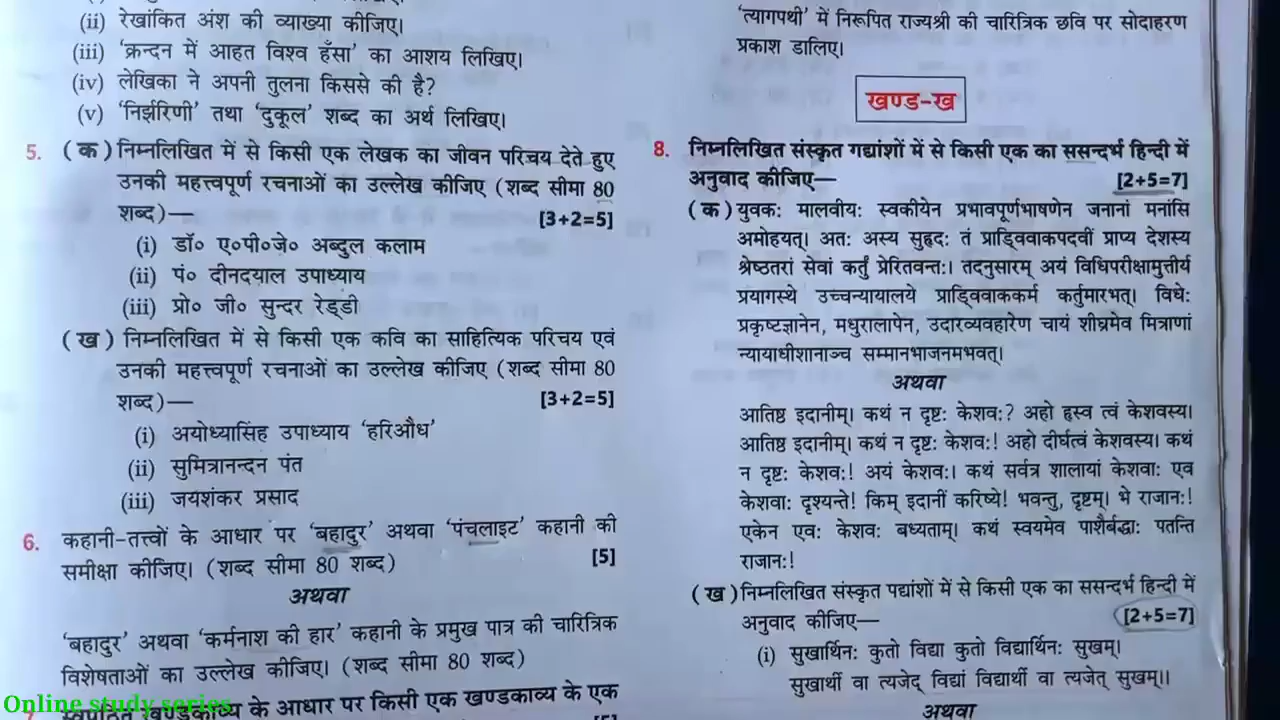 (ii) रेखांकित अंश की व्याख्या कीजिए।
(iii) ‘क्रन्दन में आहत विश्व हँसा’ का आशय लिखिए।
(iv) लेखिका ने अपनी तुलना किससे की है?
(v) ‘निर्झरिणी’ तथा ‘दुकूल’ शब्द का अर्थ लिखिए।
5. (क) निम्नलिखित में से किसी एक लेखक का जीवन परिचय देते हुए
उनकी महत्त्वपूर्ण रचनाओं का उल्लेख कीजिए (शब्द सीमा 80
शब्द)— [3+2=5]
(i) डॉ० ए०पी०जे० अब्दुल कलाम
(ii) पं० दीनदयाल उपाध्याय
(iii) प्रो० जी० सुन्दर रेड्डी
(ख) निम्नलिखित में से किसी एक कवि का साहित्यिक परिचय एवं
उनकी महत्त्वपूर्ण रचनाओं का उल्लेख कीजिए (शब्द सीमा 80
शब्द)— [3+2=5]
(i) अयोध्यासिंह उपाध्याय ‘हरिऔध’
(ii) सुमित्रानन्दन पंत
(iii) जयशंकर प्रसाद
6. कहानी-तत्त्वों के आधार पर ‘बहादुर’ अथवा ‘पंचलाइट’ कहानी की
समीक्षा कीजिए। (शब्द सीमा 80 शब्द) [5]
अथवा
‘बहादुर’ अथवा ‘कर्मनाश की हार’ कहानी के प्रमुख पात्र की चारित्रिक
विशेषताओं का उल्लेख कीजिए। (शब्द सीमा 80 शब्द)
स्वपठित खण्डकाव्य के आधार पर किसी एक खण्डकाव्य के एक
Online study series
‘त्यागपथी’ में निरूपित राज्यश्री की चारित्रिक छवि पर सोदाहरण
प्रकाश डालिए।
खण्ड-ख
8. निम्नलिखित संस्कृत गद्यांशों में से किसी एक का ससन्दर्भ हिन्दी में
अनुवाद कीजिए— [2+5=7]
(क) युवकः मालवीयः स्वकीयेन प्रभावपूर्णभाषणेन जनानां मनांसि
अमोहयत्। अतः अस्य सुहृदः तं प्राड्विवाकपदवीं प्राप्य देशस्य
श्रेष्ठतरां सेवां कर्तुं प्रेरितवन्तः। तदनुसारम् अयं विधिपरीक्षामुत्तीर्य
प्रयागस्थे उच्चन्यायालये प्राड्विवाककर्म कर्तुमारभत्। विधेः
प्रकृष्टज्ञानेन, मधुरालापेन, उदारव्यवहारेण चायं शीघ्रमेव मित्राणां
न्यायाधीशानाञ्च सम्मानभाजनमभवत्।
अथवा
आतिष्ठ इदानीम्। कथं न दृष्टः केशवः? अहो ह्रस्व त्वं केशवस्य।
आतिष्ठ इदानीम्। कथं न दृष्टः केशवः! अहो दीर्घत्वं केशवस्य। कथं
न दृष्टः केशवः! अयं केशवः। कथं सर्वत्र शालायां केशवाः एव
केशवाः दृश्यन्ते! किम् इदानीं करिष्ये! भवन्तु, दृष्टम्। भे राजानः!
एकेन एवः केशवः बध्यताम्। कथं स्वयमेव पाशैर्बद्धाः पतन्ति
राजानः!
(ख) निम्नलिखित संस्कृत पद्यांशों में से किसी एक का ससन्दर्भ हिन्दी में
अनुवाद कीजिए— [2+5=7]
(i) सुखार्थिनः कुतो विद्या कुतो विद्यार्थिनः सुखम्।
सुखार्थी वा त्यजेद् विद्यां विद्यार्थी वा त्यजेत् सुखम्।।
अथवा